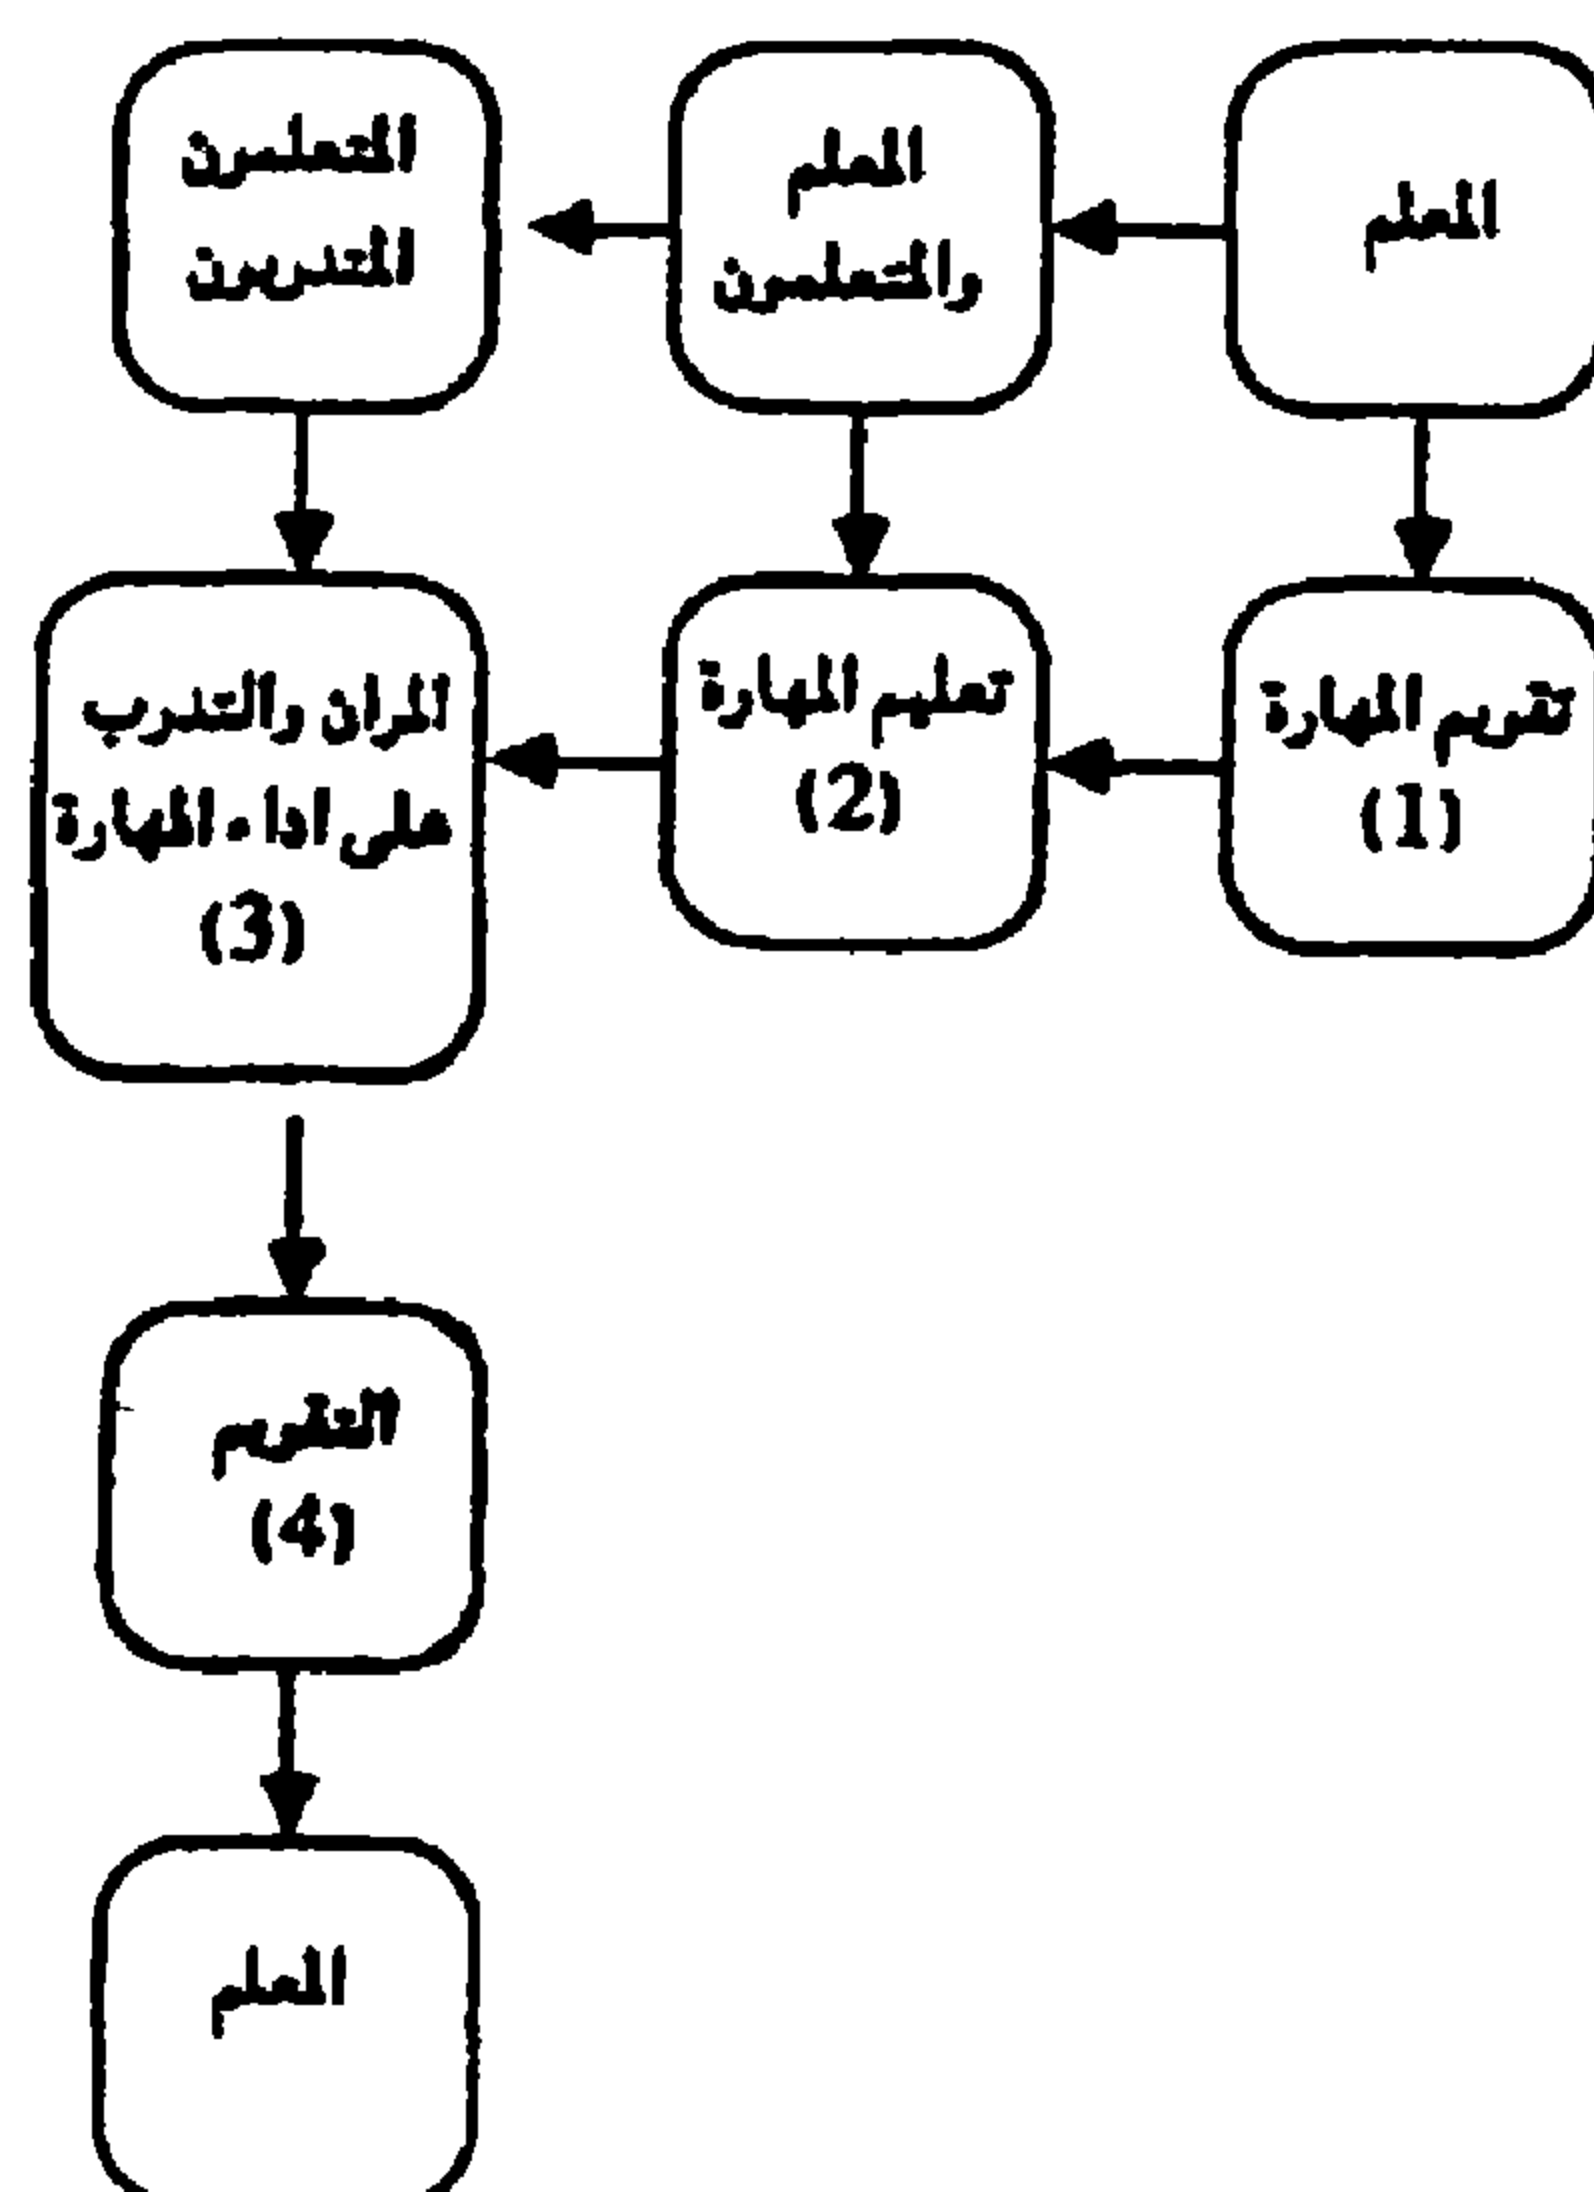 المعلم
المعلم
والمتعلمون
المتعلمون
المتدربون
تقويم المهارة
(1)
تعليم المهارة
(2)
المران والتدرب
على اداء المهارة
(3)
التقويم
(4)
المعلم